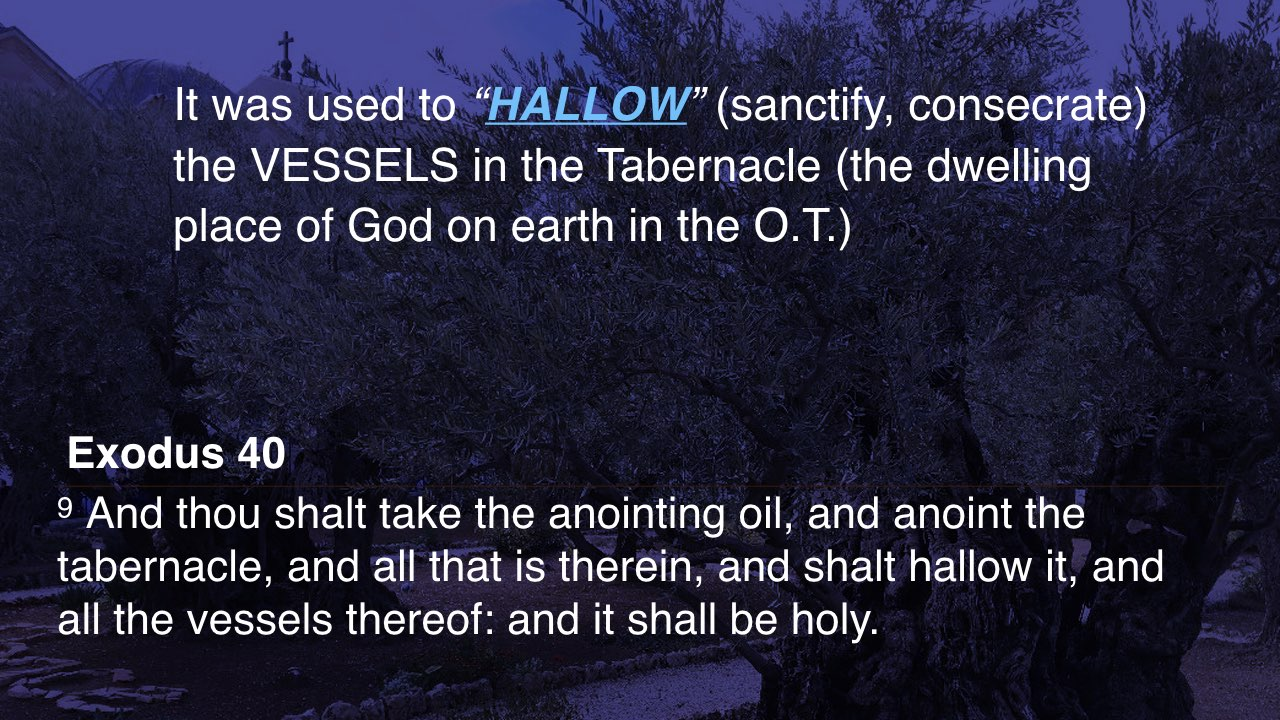 It was used to “HALLOW” (sanctify, consecrate)
the VESSELS in the Tabernacle (the dwelling
place of God on earth in the O.T.)
Exodus 40
9 And thou shalt take the anointing oil, and anoint the
tabernacle, and all that is therein, and shalt hallow it, and
all the vessels thereof: and it shall be holy.